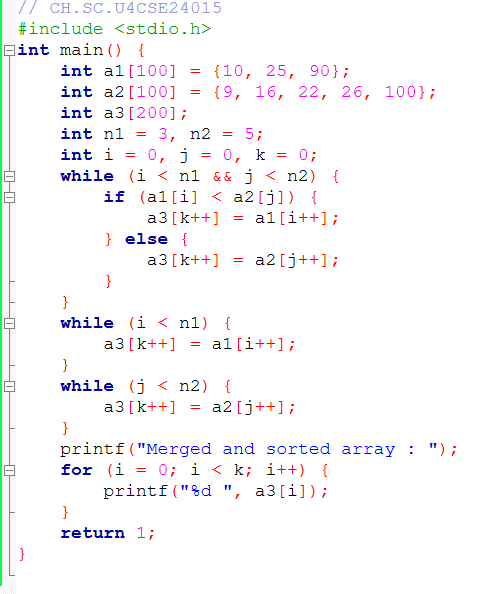 // CH.SC.U4CSE24015
#include <stdio.h>
int main() {
    int a1[100] = {10, 25, 90};
    int a2[100] = {9, 16, 22, 26, 100};
    int a3[200];
    int n1 = 3, n2 = 5;
    int i = 0, j = 0, k = 0;
    while (i < n1 && j < n2) {
        if (a1[i] < a2[j]) {
            a3[k++] = a1[i++];
        } else {
            a3[k++] = a2[j++];
        }
    }
    while (i < n1) {
        a3[k++] = a1[i++];
    }
    while (j < n2) {
        a3[k++] = a2[j++];
    }
    printf("Merged and sorted array : ");
    for (i = 0; i < k; i++) {
        printf("%d ", a3[i]);
    }
    return 1;
}